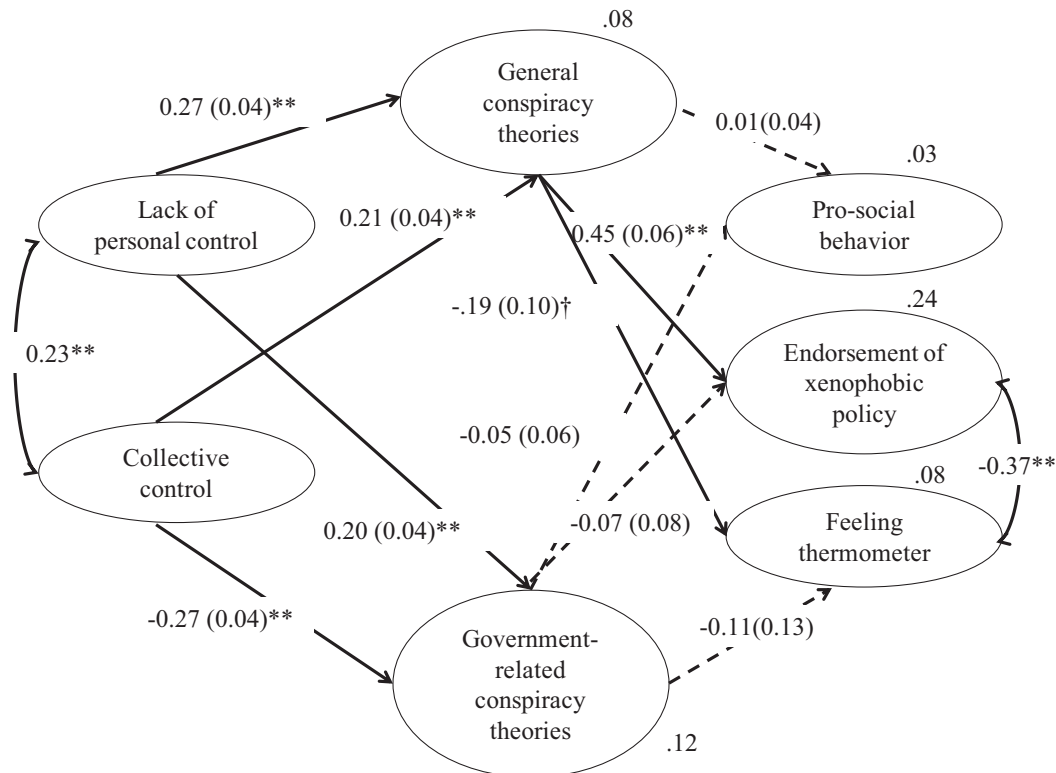 .08
General
conspiracy
theories
0.27 (0.04)**
0.01(0.04)
.03
Lack of
personal control
0.21 (0.04)**
Pro-social
behavior
0.45 (0.06)**
-.19 (0.10)†
.24
0.23**
Endorsement of
xenophobic
policy
-0.05 (0.06)
Collective
control
-0.37**
.08
0.20 (0.04)**
-0.07 (0.08)
Feeling
thermometer
-0.27 (0.04)**
-0.11(0.13)
Government-
related
conspiracy
theories
.12